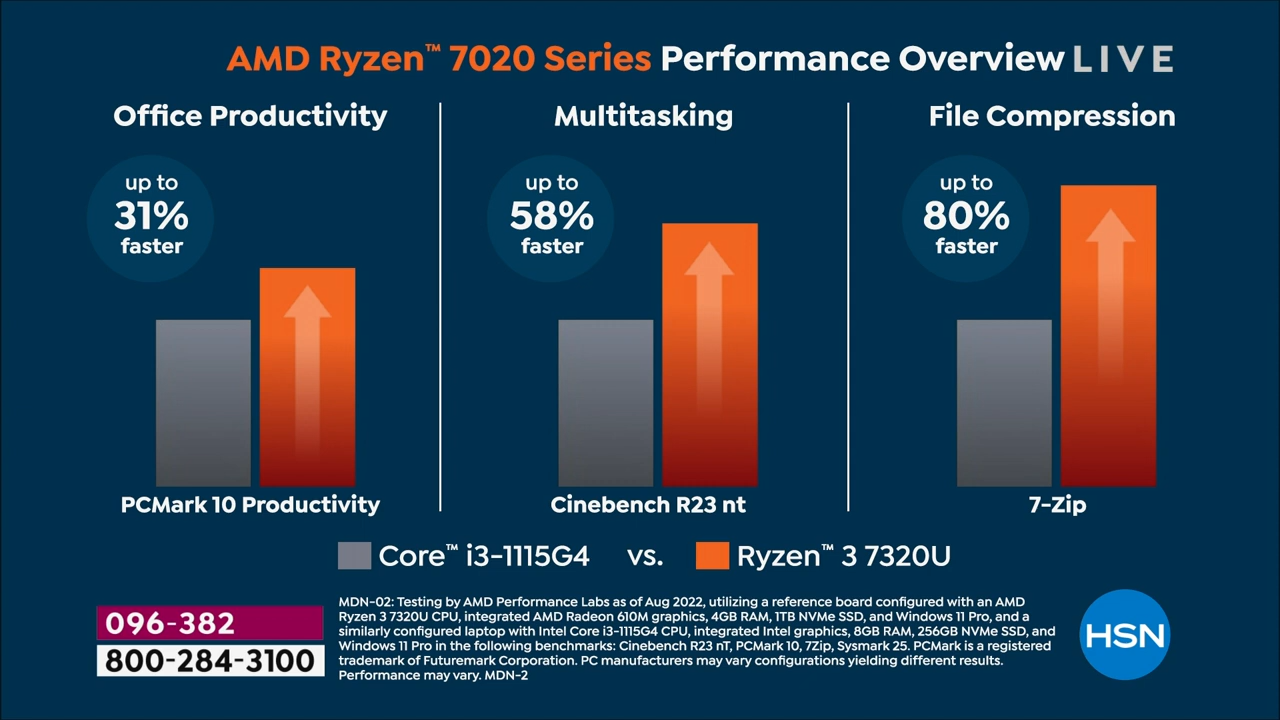 AMD Ryzen™ 7020 Series Performance Overview LIVE
Office Productivity
up to
31%
faster
PCMark 10 Productivity
Multitasking
up to
58%
faster
Cinebench R23 nt
File Compression
up to
80%
faster
7-Zip
Core™ i3-1115G4 vs. Ryzen™ 3 7320U
096-382
800-284-3100
MDN-02: Testing by AMD Performance Labs as of Aug 2022, utilizing a reference board configured with an AMD
Ryzen 3 7320U CPU, integrated AMD Radeon 610M graphics, 4GB RAM, 1TB NVMe SSD, and Windows 11 Pro, and a
similarly configured laptop with Intel Core i3-1115G4 CPU, integrated Intel graphics, 8GB RAM, 256GB NVMe SSD, and
Windows 11 Pro in the following benchmarks: Cinebench R23 nT, PCMark 10, 7Zip, Sysmark 25. PCMark is a registered
trademark of Futuremark Corporation. PC manufacturers may vary configurations yielding different results.
Performance may vary. MDN-2
HSN